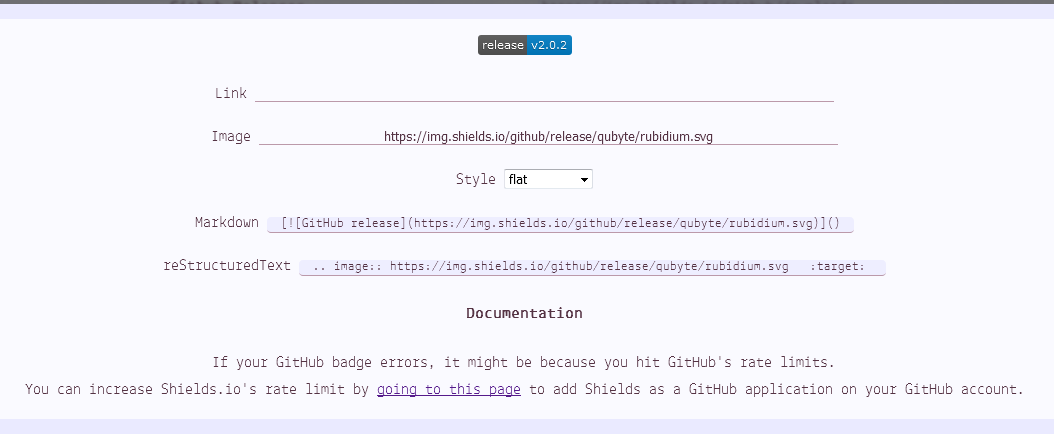 release v2.0.2
Link
Image https://img.shields.io/github/release/qubyte/rubidium.svg
Style flat
Markdown [![GitHub release](https://img.shields.io/github/release/qubyte/rubidium.svg)]()
reStructuredText .. image:: https://img.shields.io/github/release/qubyte/rubidium.svg :target:
Documentation
If your GitHub badge errors, it might be because you hit GitHub's rate limits.
You can increase Shields.io's rate limit by going to this page to add Shields as a GitHub application on your GitHub account.